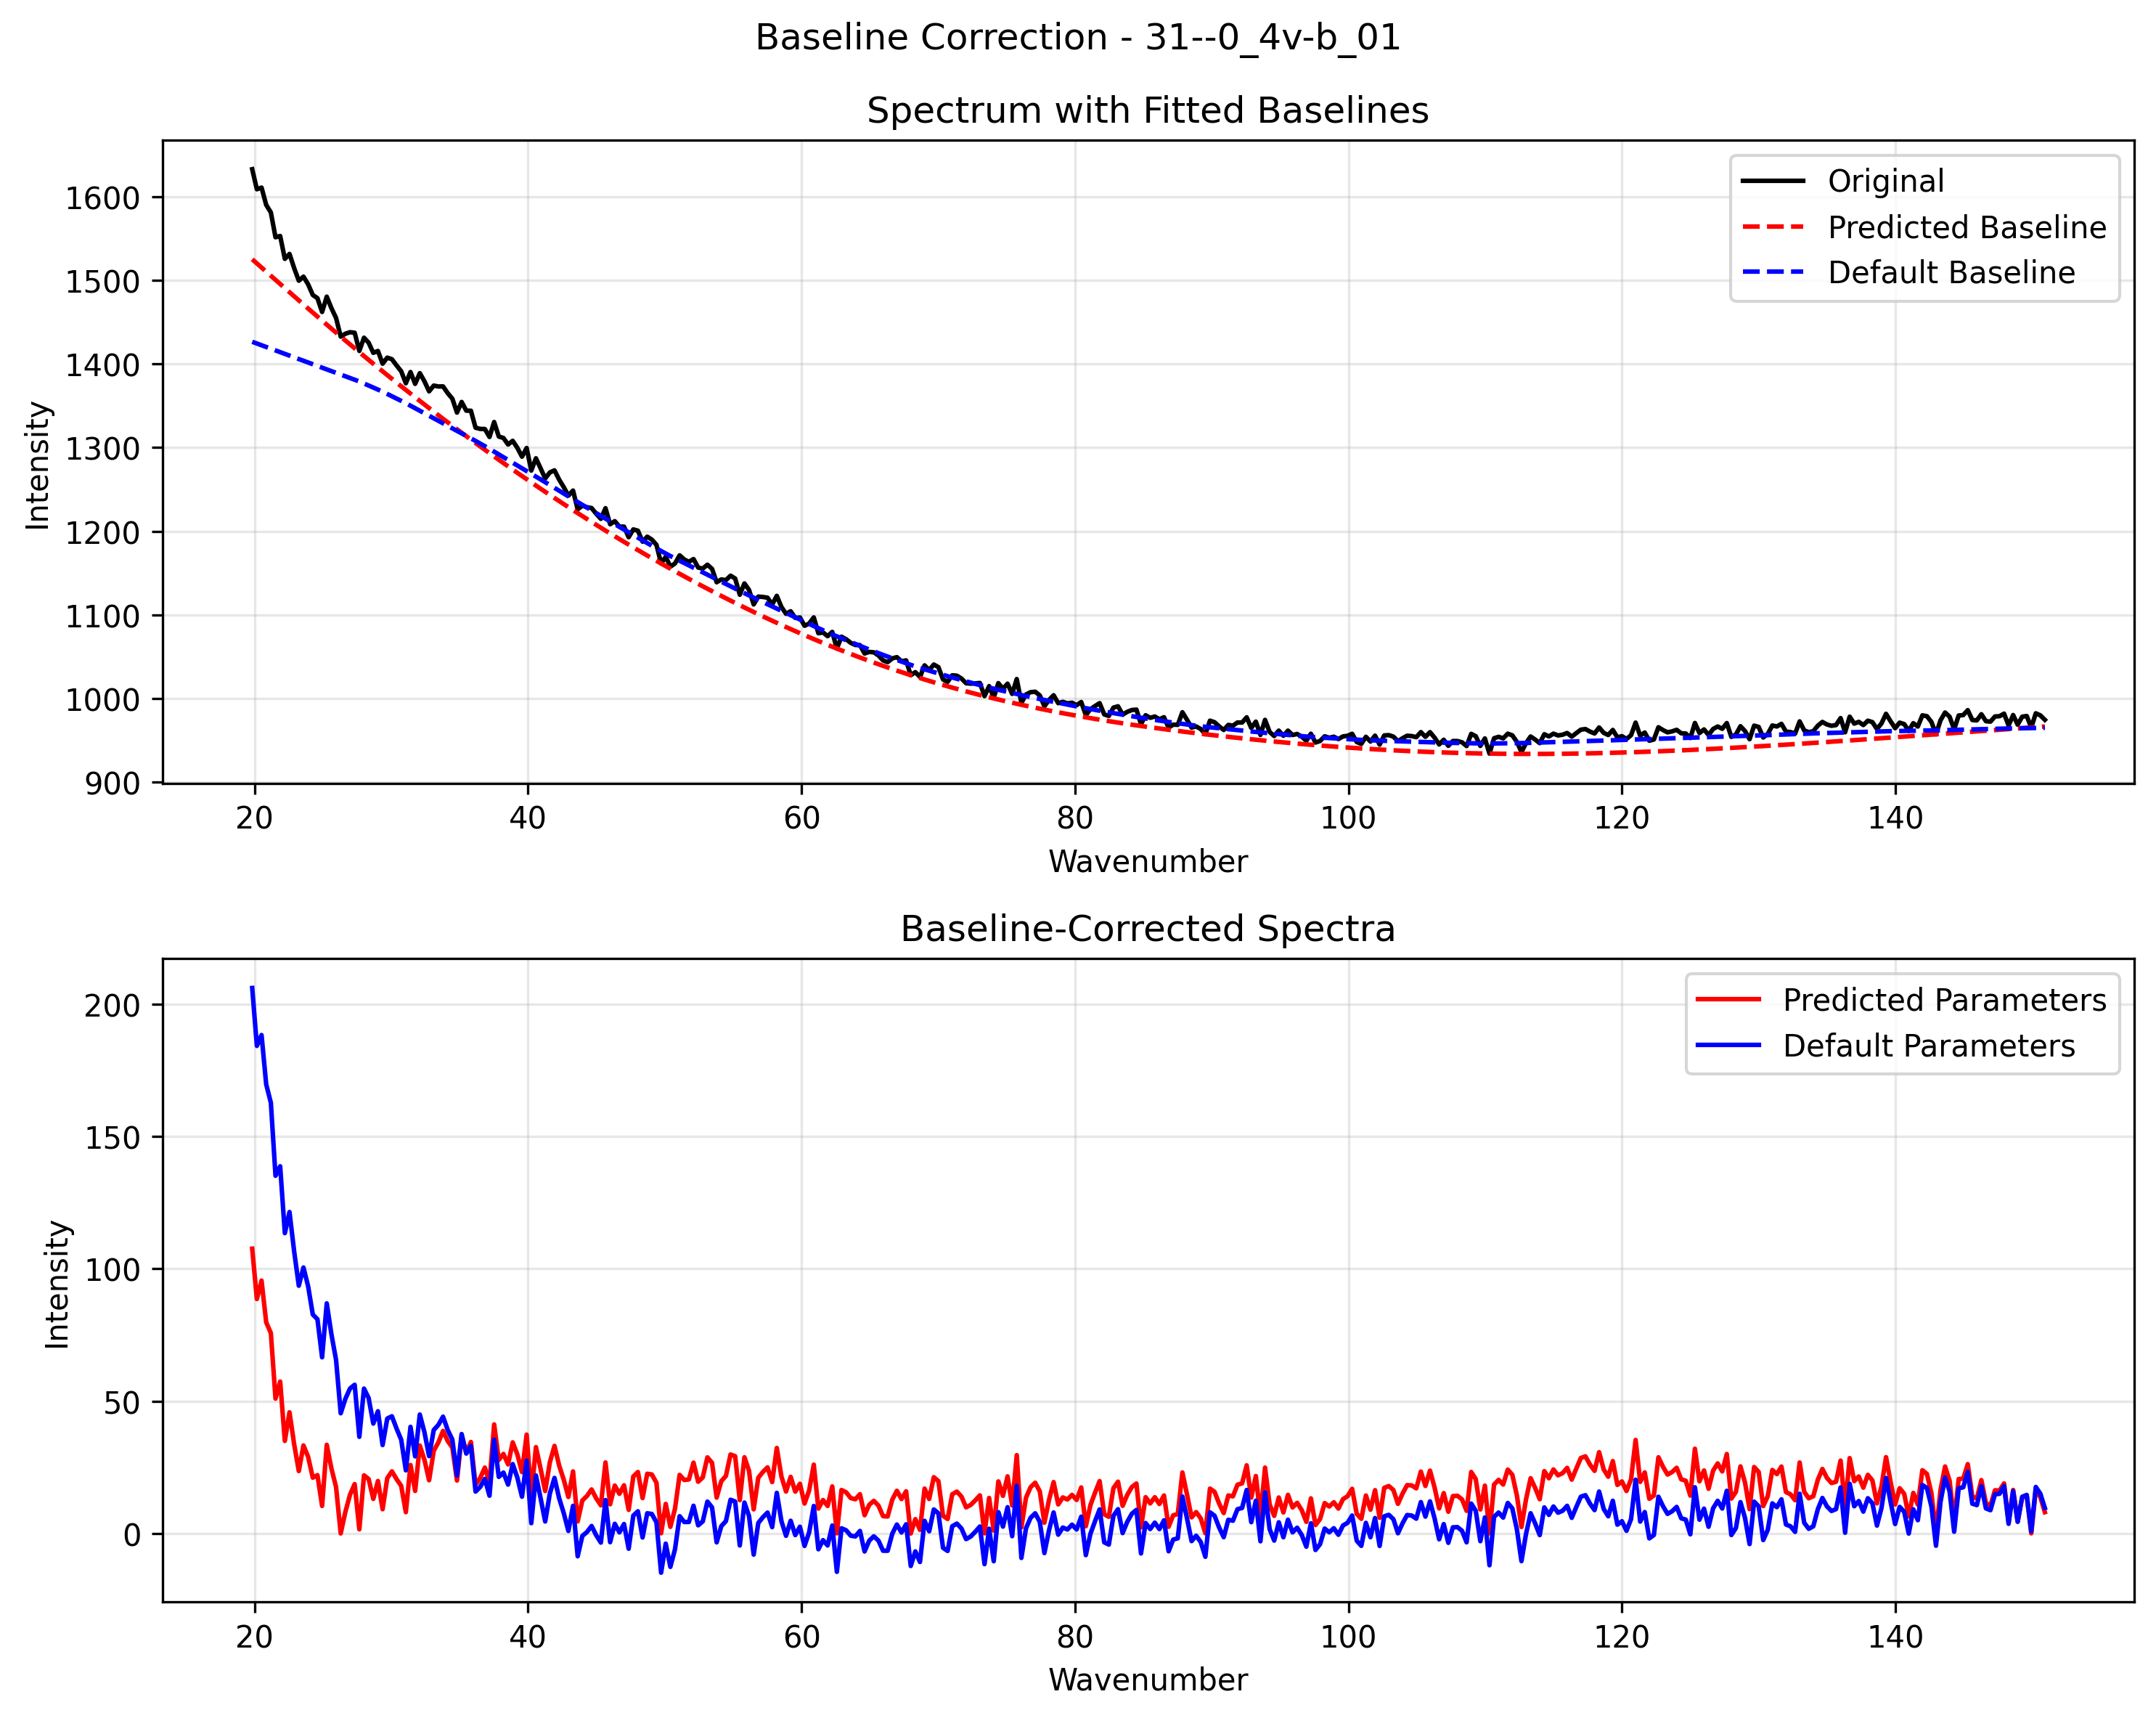 Baseline Correction - 31--0_4v-b_01
Spectrum with Fitted Baselines
Original
Predicted Baseline
Default Baseline
Intensity
1600
1500
1400
1300
1200
1100
1000
900
20 40 60 80 100 120 140
Wavenumber
Baseline-Corrected Spectra
Predicted Parameters
Default Parameters
Intensity
200
150
100
50
0
20 40 60 80 100 120 140
Wavenumber